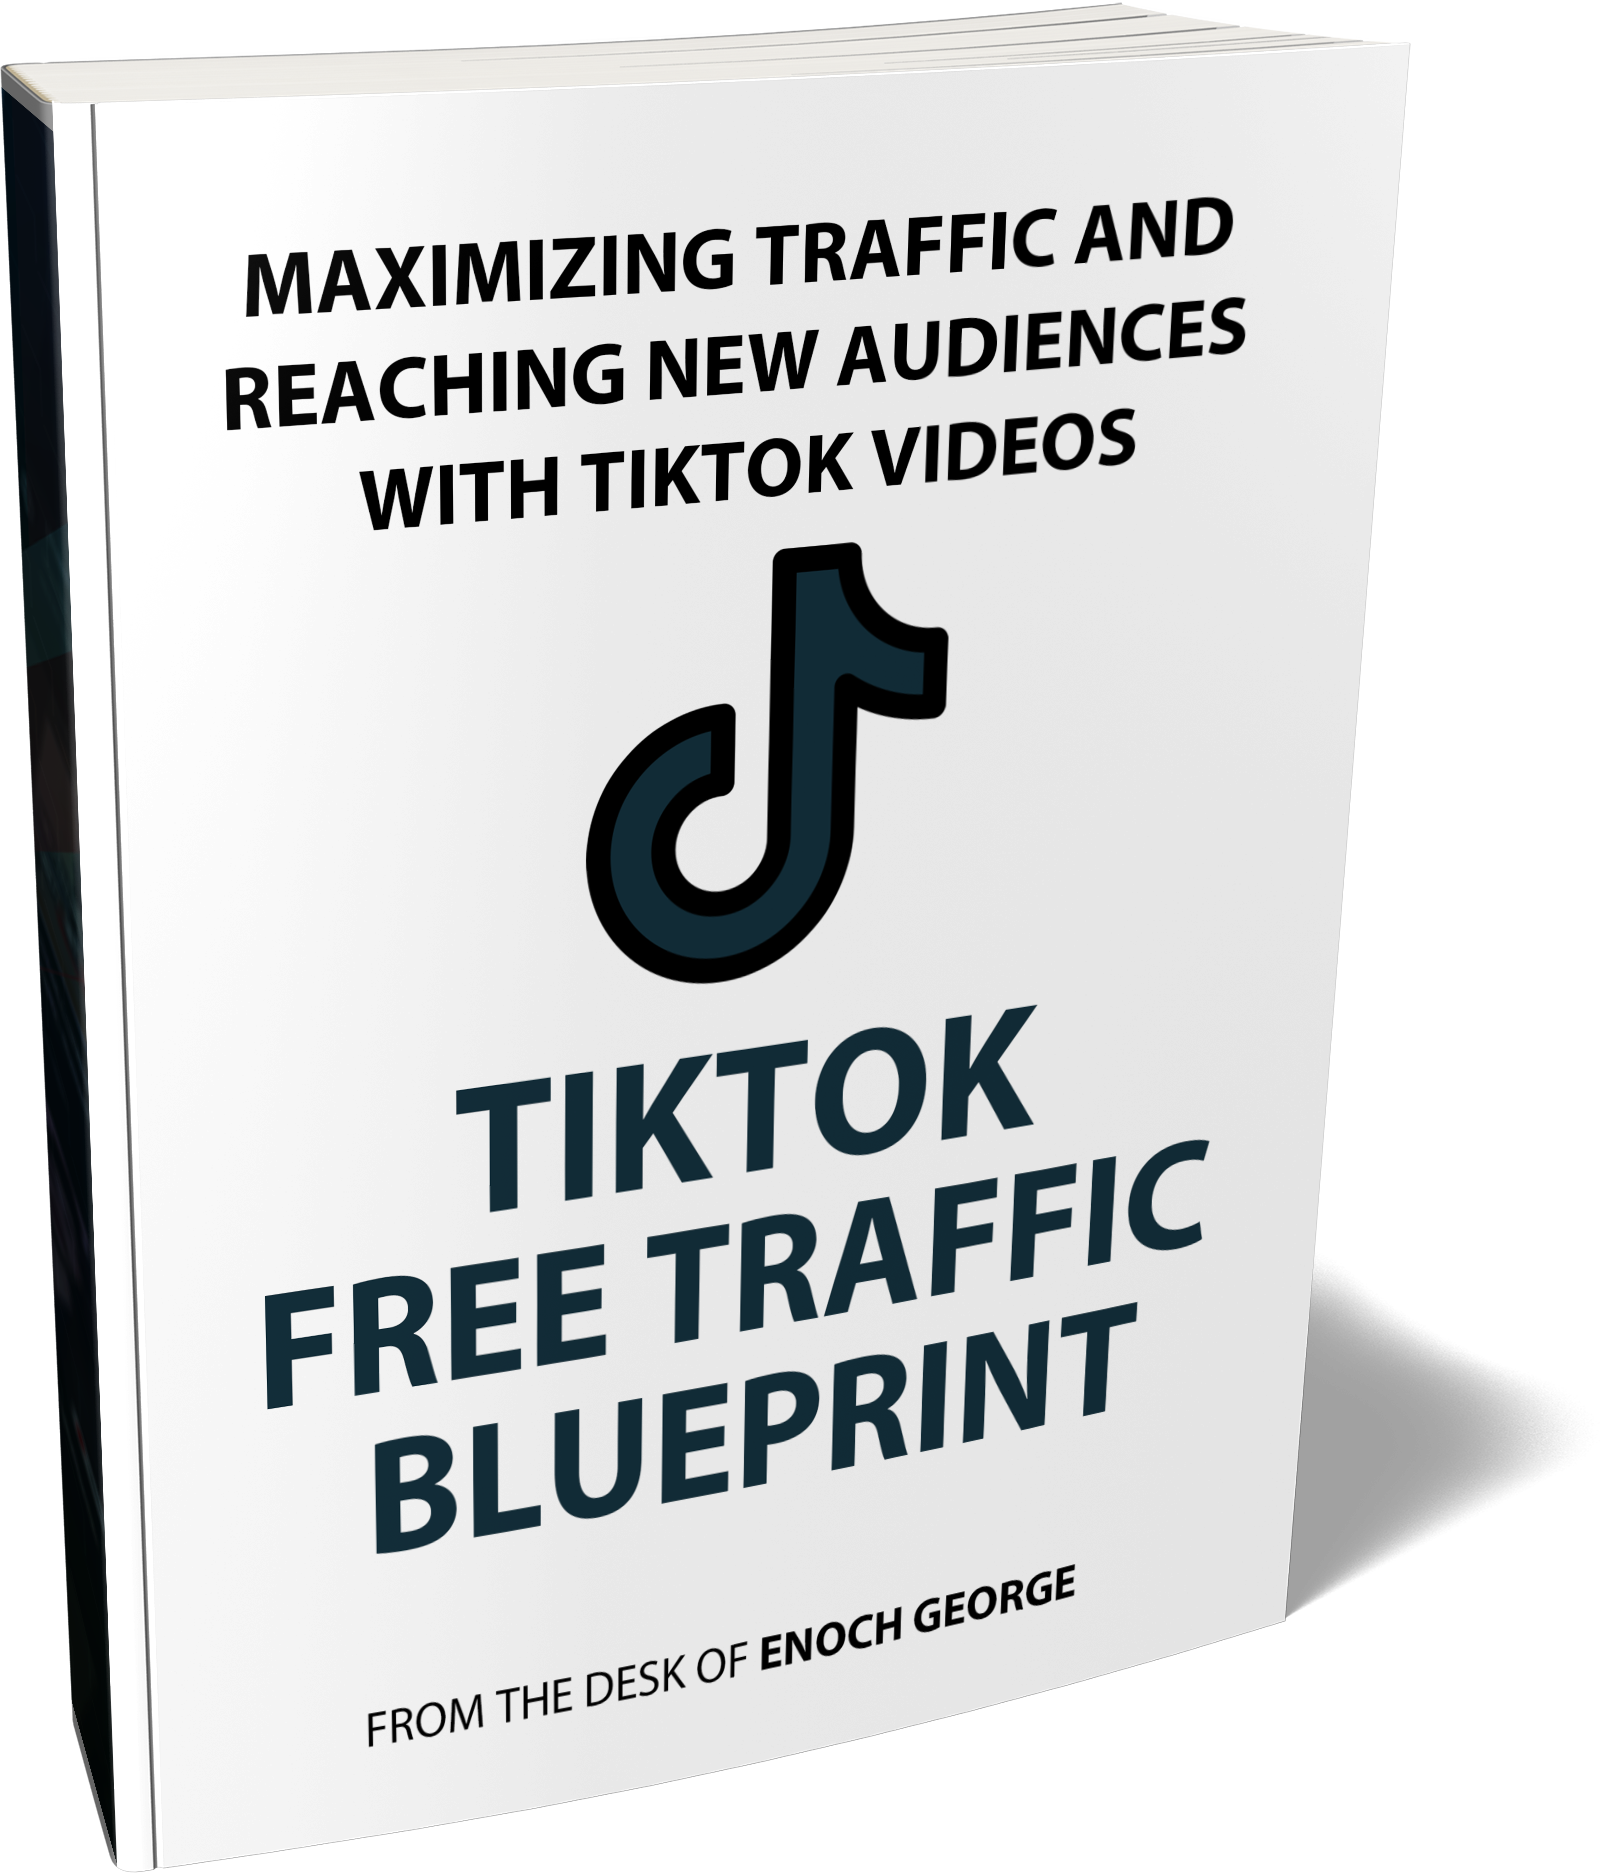 MAXIMIZING TRAFFIC AND
REACHING NEW AUDIENCES
WITH TIKTOK VIDEOS
TIKTOK
FREE TRAFFIC
BLUEPRINT
FROM THE DESK OF ENOCH GEORGE